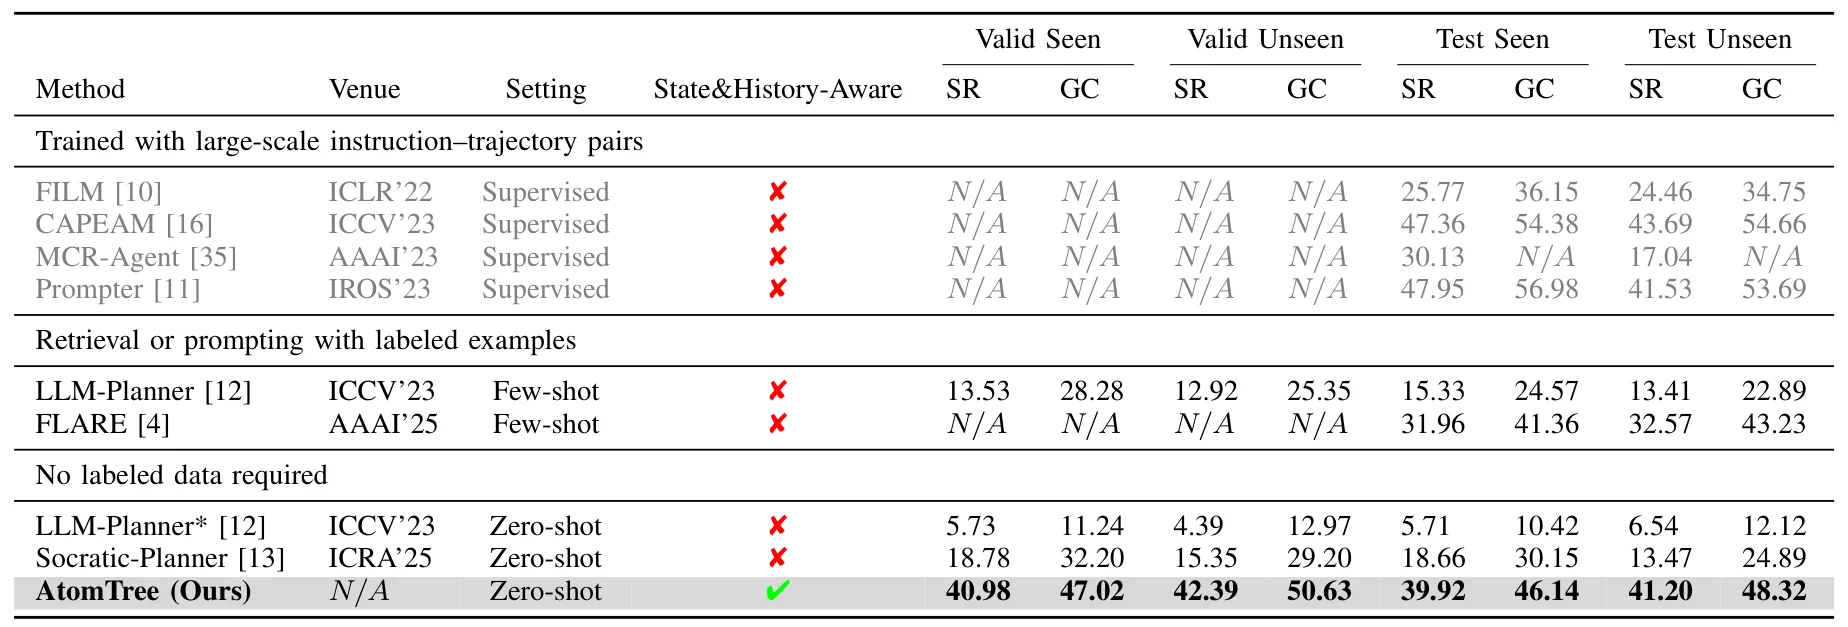 Valid Seen Valid Unseen Test Seen Test Unseen
Method Venue Setting State&History-Aware SR GC SR GC SR GC SR GC
Trained with large-scale instruction–trajectory pairs
FILM [10] ICLR’22 Supervised ✘ N/A N/A N/A N/A 25.77 36.15 24.46 34.75
CAPEAM [16] ICCV’23 Supervised ✘ N/A N/A N/A N/A 47.36 54.38 43.69 54.66
MCR-Agent [35] AAAI’23 Supervised ✘ N/A N/A N/A N/A 30.13 N/A 17.04 N/A
Prompter [11] IROS’23 Supervised ✘ N/A N/A N/A N/A 47.95 56.98 41.53 53.69
Retrieval or prompting with labeled examples
LLM-Planner [12] ICCV’23 Few-shot ✘ 13.53 28.28 12.92 25.35 15.33 24.57 13.41 22.89
FLARE [4] AAAI’25 Few-shot ✘ N/A N/A N/A N/A 31.96 41.36 32.57 43.23
No labeled data required
LLM-Planner* [12] ICCV’23 Zero-shot ✘ 5.73 11.24 4.39 12.97 5.71 10.42 6.54 12.12
Socratic-Planner [13] ICRA’25 Zero-shot ✘ 18.78 32.20 15.35 29.20 18.66 30.15 13.47 24.89
AtomTree (Ours) N/A Zero-shot ✔ 40.98 47.02 42.39 50.63 39.92 46.14 41.20 48.32